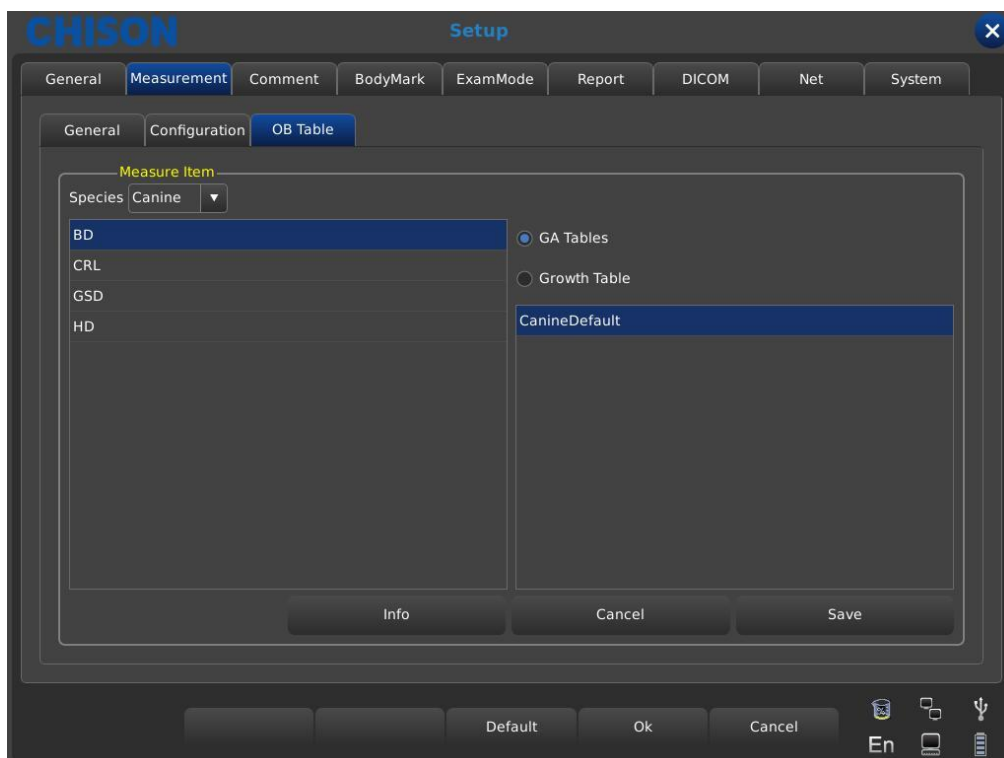 CHISON
Setup
General Measurement Comment BodyMark ExamMode Report DICOM Net System
General Configuration OB Table
Measure Item
Species Canine
BD
CRL
GSD
HD
GA Tables
Growth Table
CanineDefault
Info Cancel Save
Default Ok Cancel
En